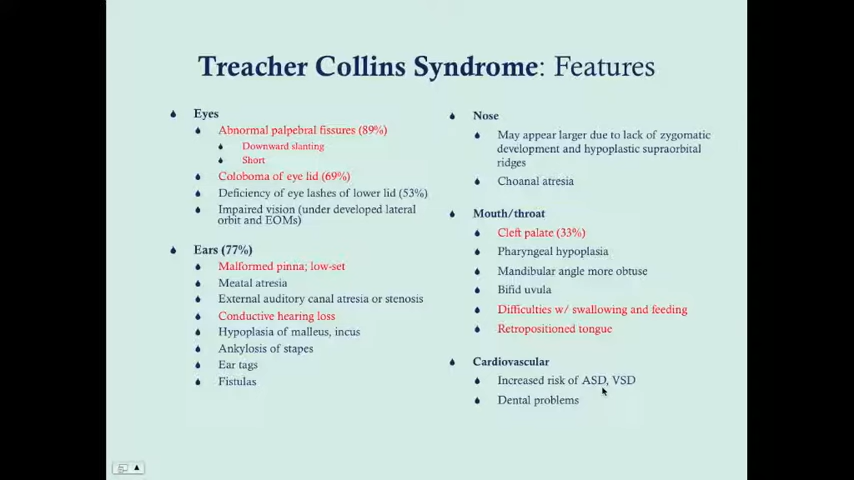 Treacher Collins Syndrome: Features
Eyes
Abnormal palpebral fissures (89%)
Downward slanting
Short
Coloboma of eye lid (69%)
Deficiency of eye lashes of lower lid (53%)
Impaired vision (under developed lateral
orbit and EOMs)
Ears (77%)
Malformed pinna; low-set
Meatal atresia
External auditory canal atresia or stenosis
Conductive hearing loss
Hypoplasia of malleus, incus
Ankylosis of stapes
Ear tags
Fistulas
Nose
May appear larger due to lack of zygomatic
development and hypoplastic supraorbital
ridges
Choanal atresia
Mouth/throat
Cleft palate (33%)
Pharyngeal hypoplasia
Mandibular angle more obtuse
Bifid uvula
Difficulties w/ swallowing and feeding
Retropositioned tongue
Cardiovascular
Increased risk of ASD, VSD
Dental problems